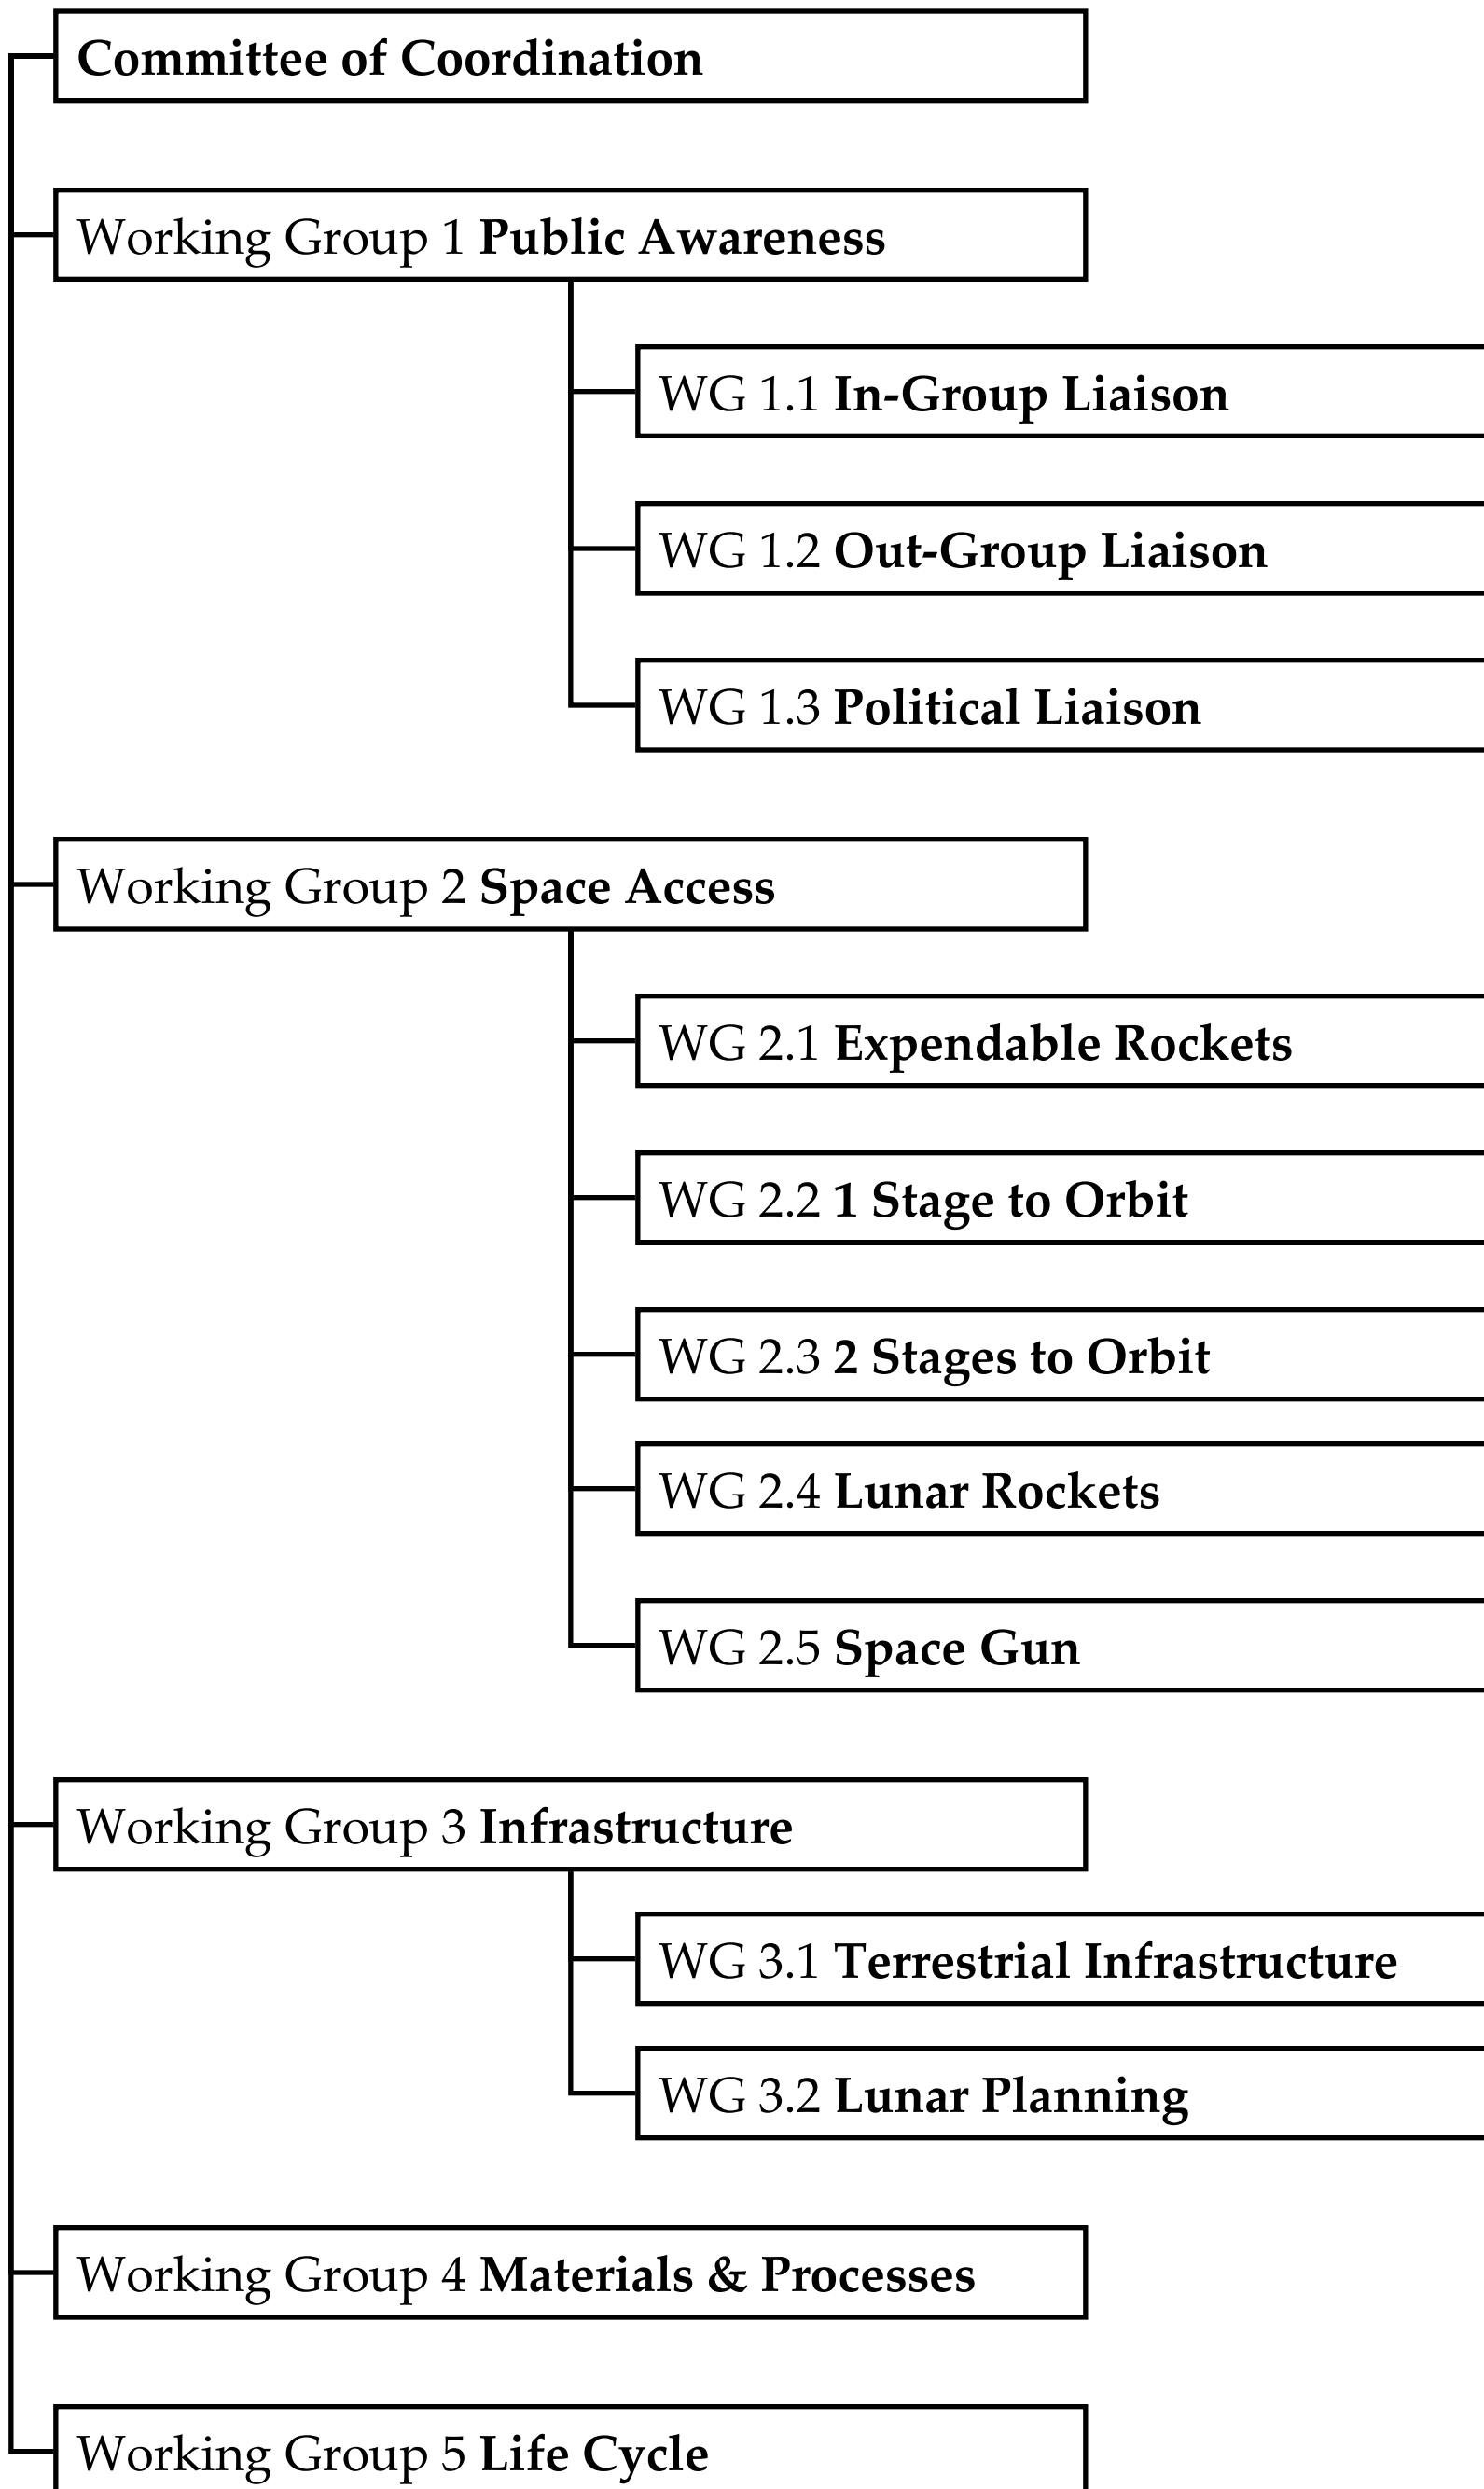 Committee of Coordination
Working Group 1 Public Awareness
WG 1.1 In-Group Liaison
WG 1.2 Out-Group Liaison
WG 1.3 Political Liaison
Working Group 2 Space Access
WG 2.1 Expendable Rockets
WG 2.2 1 Stage to Orbit
WG 2.3 2 Stages to Orbit
WG 2.4 Lunar Rockets
WG 2.5 Space Gun
Working Group 3 Infrastructure
WG 3.1 Terrestrial Infrastructure
WG 3.2 Lunar Planning
Working Group 4 Materials & Processes
Working Group 5 Life Cycle